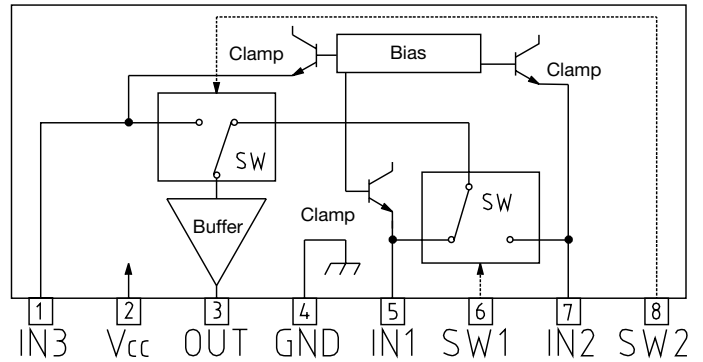 Clamp
Bias
Clamp
SW
SW
Clamp
Buffer
1 2 3 4 5 6 7 8
IN3 Vcc OUT GND IN1 SW1 IN2 SW2